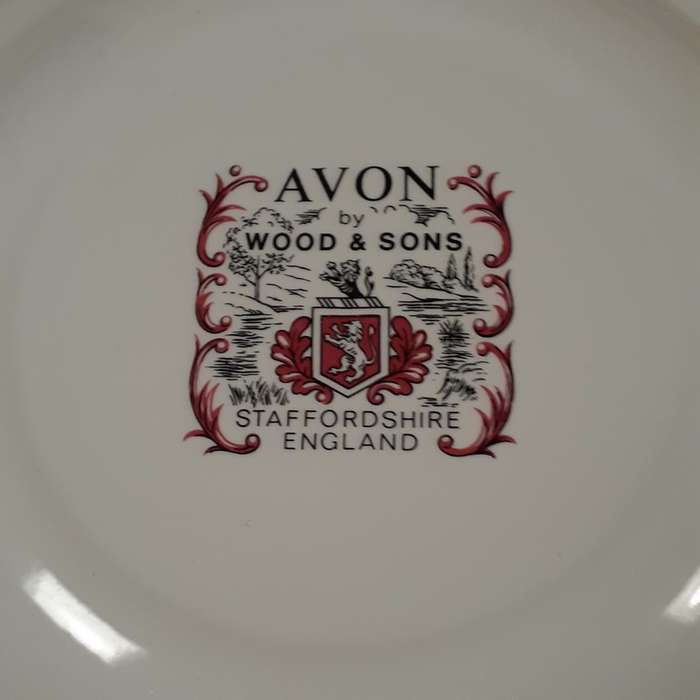 AVON
by
WOOD & SONS
STAFFORDSHIRE
ENGLAND